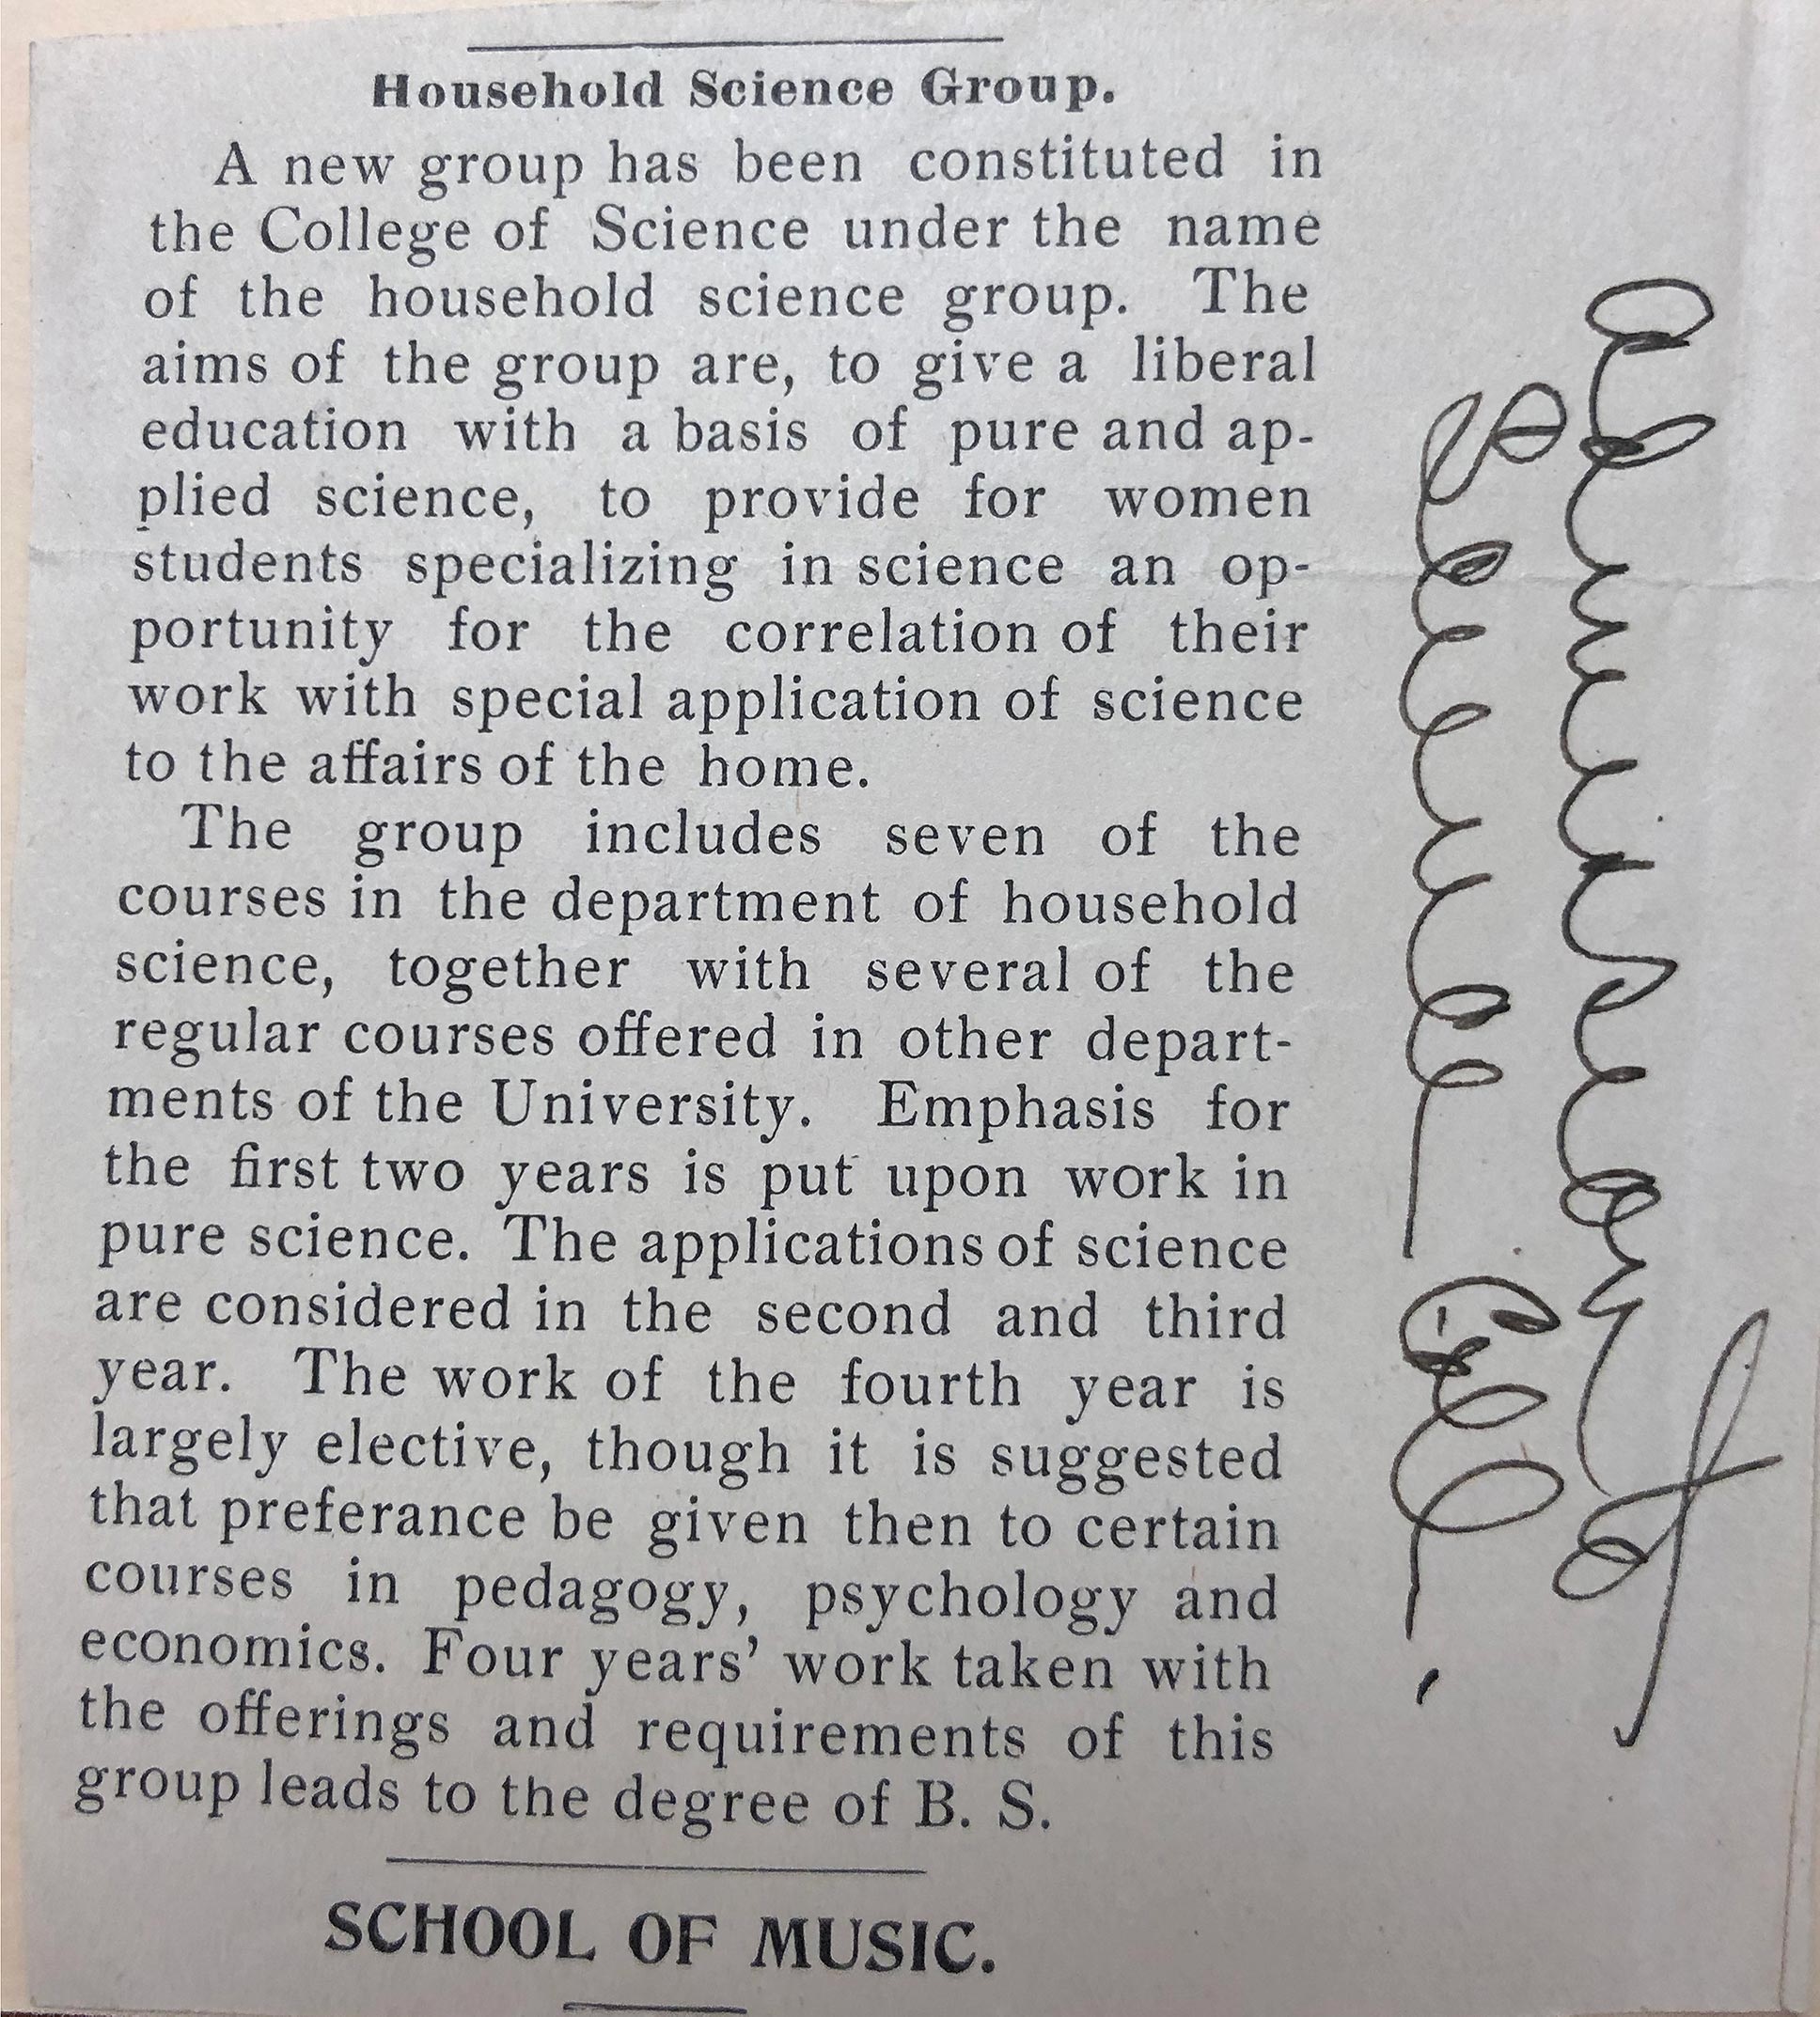 Household Science Group.
A new group has been constituted in
the College of Science under the name
of the household science group. The
aims of the group are, to give a liberal
education with a basis of pure and ap-
plied science, to provide for women
students specializing in science an op-
portunity for the correlation of their
work with special application of science
to the affairs of the home.
The group includes seven of the
courses in the department of household
science, together with several of the
regular courses offered in other depart-
ments of the University. Emphasis for
the first two years is put upon work in
pure science. The applications of science
are considered in the second and third
year. The work of the fourth year is
largely elective, though it is suggested
that preferance be given then to certain
courses in pedagogy, psychology and
economics. Four years' work taken with
the offerings and requirements of this
group leads to the degree of B. S.
SCHOOL OF MUSIC.